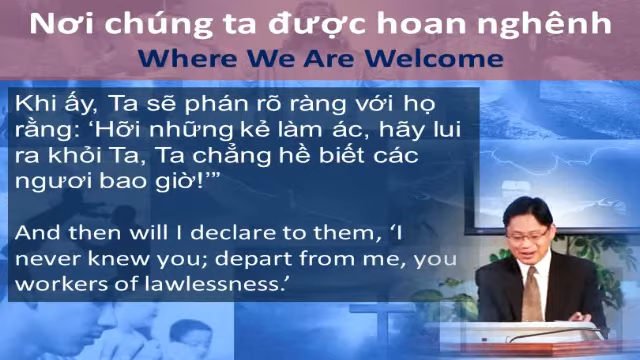 Nơi chúng ta được hoan nghênh
Where We Are Welcome
Khi ấy, Ta sẽ phán rõ ràng với họ
rằng: ‘Hỡi những kẻ làm ác, hãy lui
ra khỏi Ta, Ta chẳng hề biết các
ngươi bao giờ!’”
And then will I declare to them, ‘I
never knew you; depart from me, you
workers of lawlessness.’